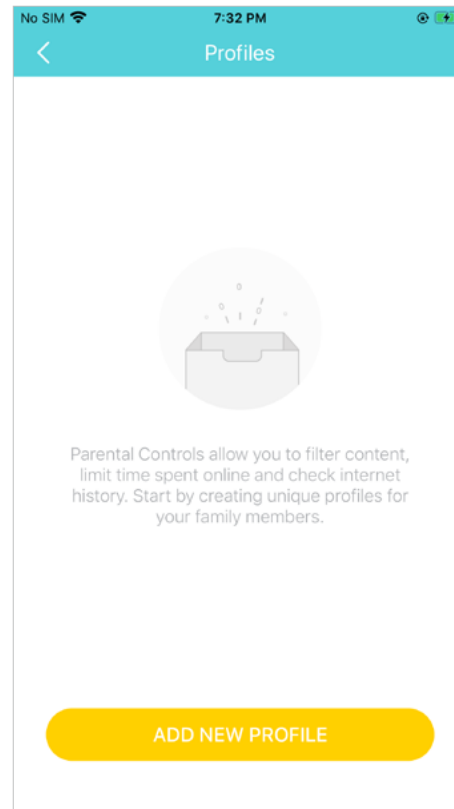 No SIM 7:32 PM
Profiles
Parental Controls allow you to filter content,
limit time spent online and check internet
history. Start by creating unique profiles for
your family members.
ADD NEW PROFILE